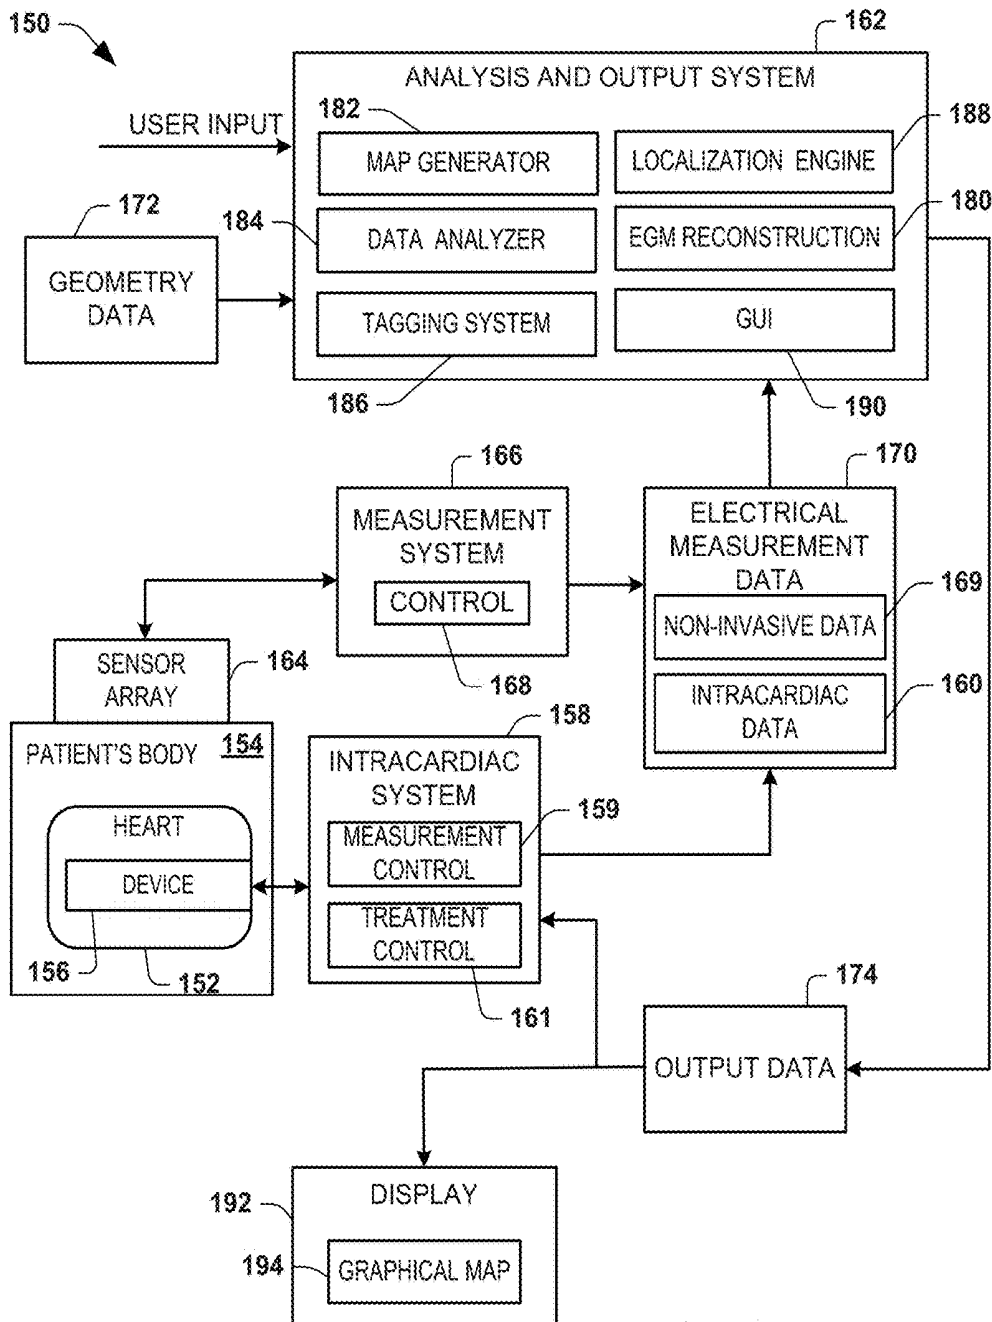 150
162
ANALYSIS AND OUTPUT SYSTEM
USER INPUT
182
MAP GENERATOR
188
LOCALIZATION ENGINE
172
GEOMETRY
DATA
184
DATA ANALYZER
180
EGM RECONSTRUCTION
TAGGING SYSTEM
186
GUI
190
166
MEASUREMENT
SYSTEM
CONTROL
168
170
ELECTRICAL
MEASUREMENT
DATA
169
NON-INVASIVE DATA
160
INTRACARDIAC
DATA
SENSOR
ARRAY
164
PATIENT'S BODY 154
HEART
DEVICE
156
152
158
INTRACARDIAC
SYSTEM
159
MEASUREMENT
CONTROL
TREATMENT
CONTROL
161
174
OUTPUT DATA
192
DISPLAY
194
GRAPHICAL MAP